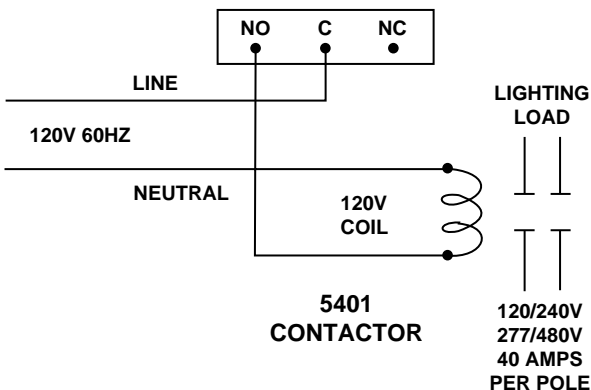 NO C NC
LINE
120V 60HZ
NEUTRAL
120V
COIL
LIGHTING
LOAD
5401
CONTACTOR
120/240V
277/480V
40 AMPS
PER POLE